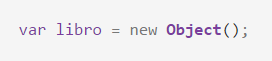 var libro = new Object();